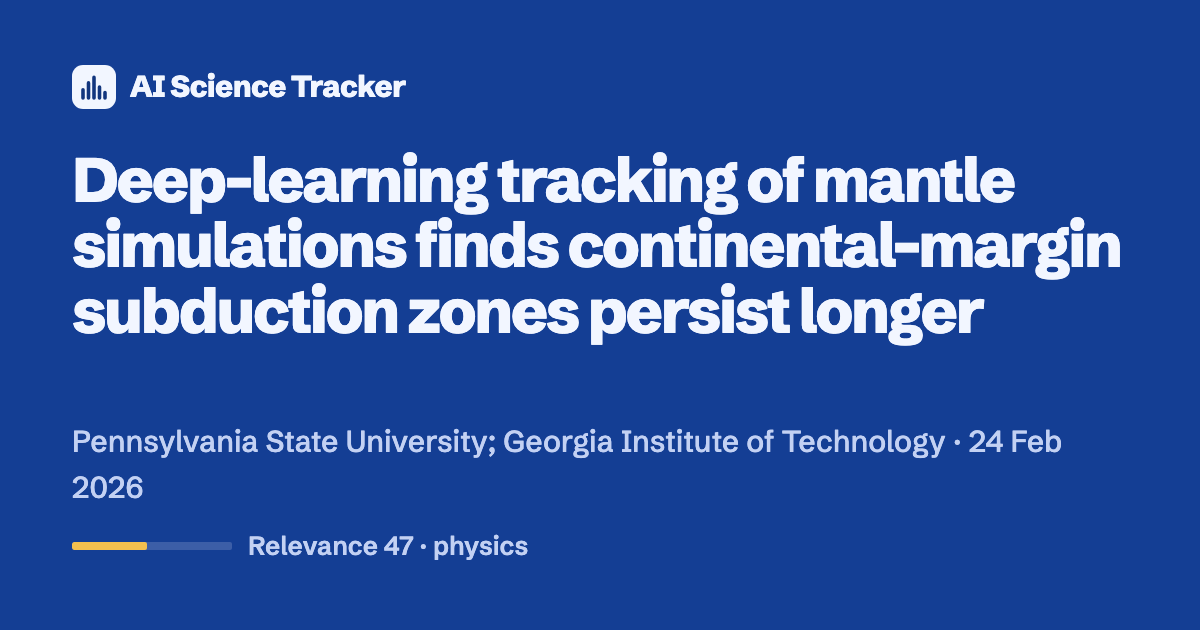 AI Science Tracker
Deep-learning tracking of mantle
simulations finds continental-margin
subduction zones persist longer
Pennsylvania State University; Georgia Institute of Technology · 24 Feb
2026
Relevance 47 · physics